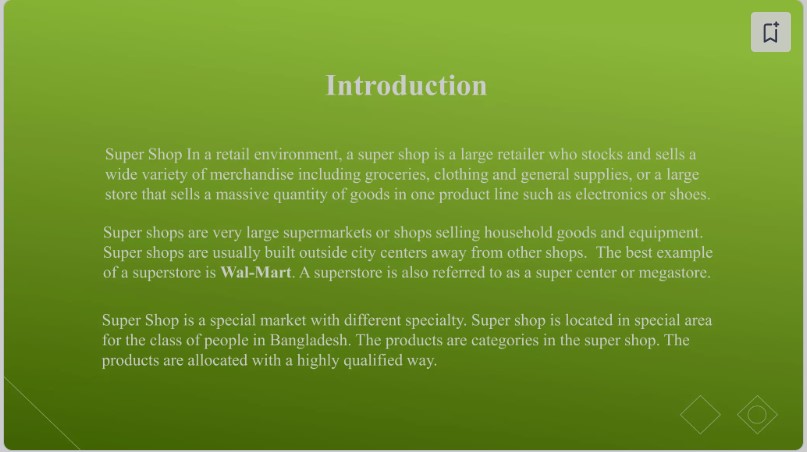 Introduction
Super Shop In a retail environment, a super shop is a large retailer who stocks and sells a
wide variety of merchandise including groceries, clothing and general supplies, or a large
store that sells a massive quantity of goods in one product line such as electronics or shoes.
Super shops are very large supermarkets or shops selling household goods and equipment.
Super shops are usually built outside city centers away from other shops.  The best example
of a superstore is Wal-Mart. A superstore is also referred to as a super center or megastore.
Super Shop is a special market with different specialty. Super shop is located in special area
for the class of people in Bangladesh. The products are categories in the super shop. The
products are allocated with a highly qualified way.